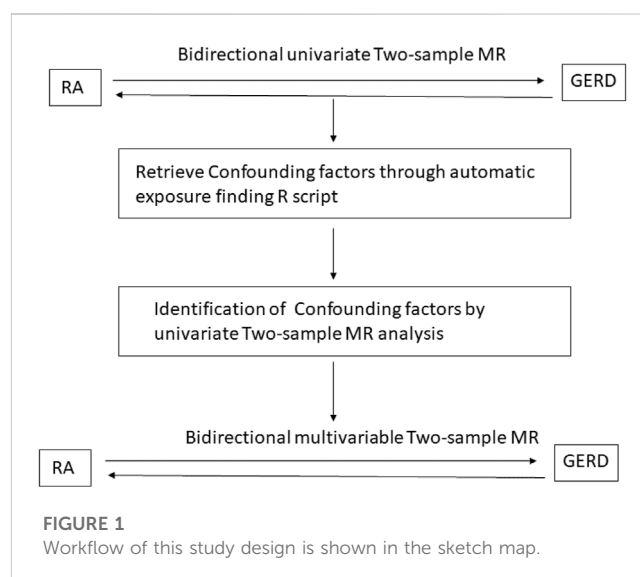 Bidirectional univariate Two-sample MR
RA
GERD
Retrieve Confounding factors through automatic
exposure finding R script
Identification of Confounding factors by
univariate Two-sample MR analysis
Bidirectional multivariable Two-sample MR
RA
GERD
FIGURE 1
Workflow of this study design is shown in the sketch map.